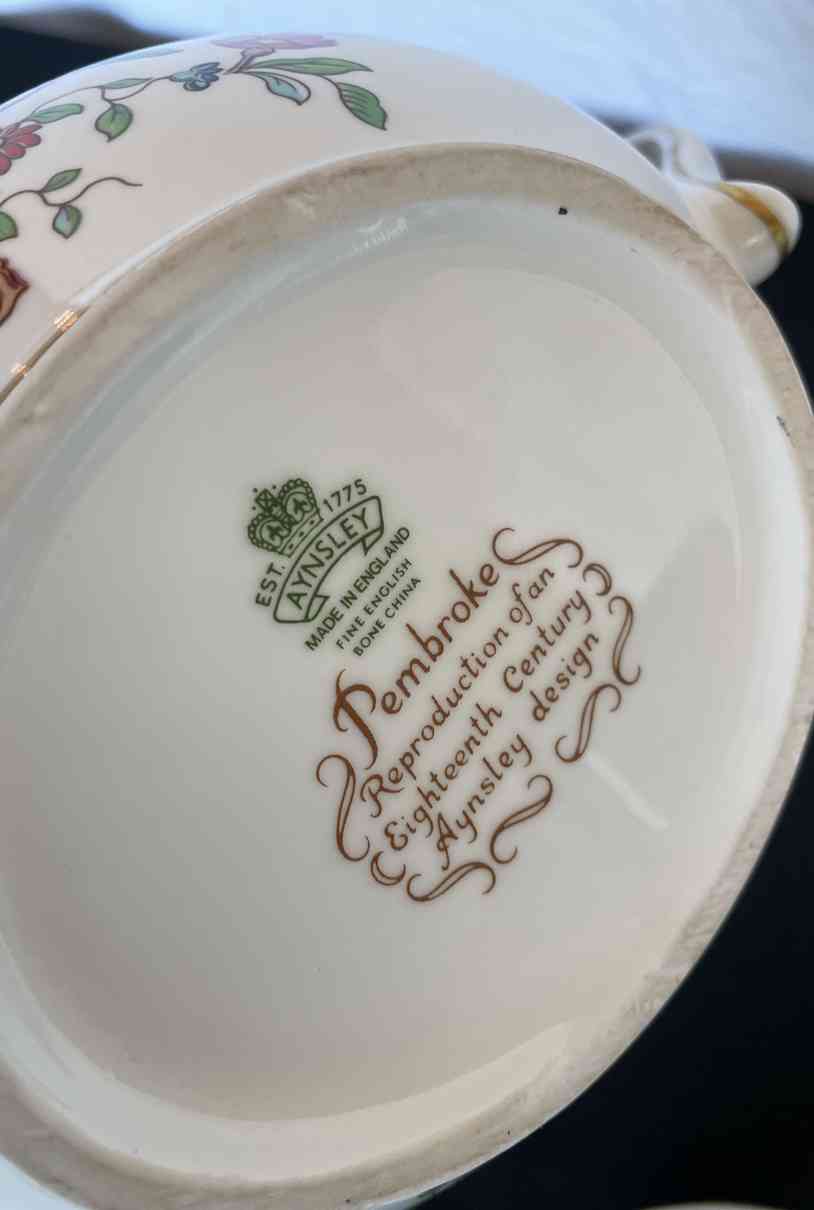 EST. 1775
AYNSLEY
MADE IN ENGLAND
FINE ENGLISH
BONE CHINA
Pembroke
Reproduction of an
Eighteenth Century
Aynsley design